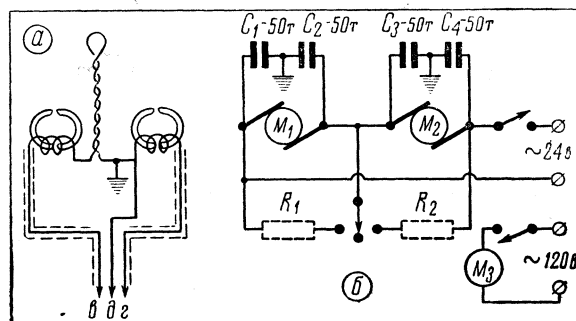 а
C₁-50т C₂-50т C₃-50т C₄-50т
M₁ M₂
~24в
R₁ R₂
M₃ ~120в
в д г
б